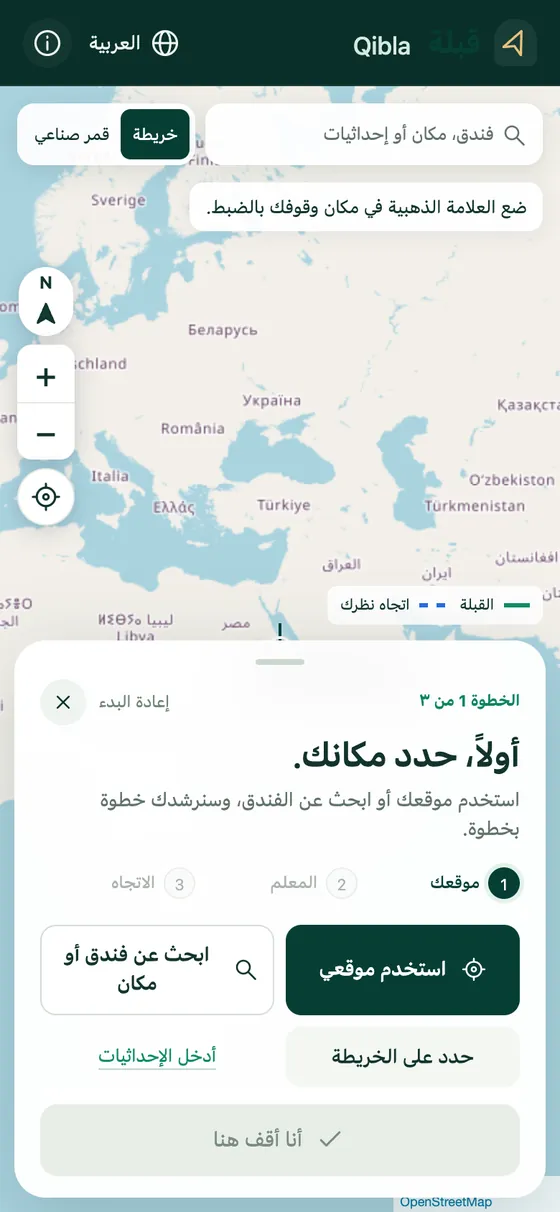 قبلة Qibla
العربية
فندق، مكان أو إحداثيات
خريطة
قمر صناعي
ضع العلامة الذهبية في مكان وقوفك بالضبط.
Sverige
N
Беларусь
schland
Україна
Қазақста
România
Italia
Oʻzbekiston
Ελλάς
Türkiye
Türkmenistan
افغانستان
العراق
ایران
القبلة
اتجاه نظرك
ليبيا
مصر
Libya
الخطوة 1 من ٣
إعادة البدء
أولاً، حدد مكانك.
استخدم موقعك أو ابحث عن الفندق، وسنرشدك خطوة
بخطوة.
1 موقعك
2 المعلم
3 الاتجاه
استخدم موقعي
ابحث عن فندق أو
مكان
حدد على الخريطة
أدخل الإحداثيات
أنا أقف هنا
OpenStreetMap